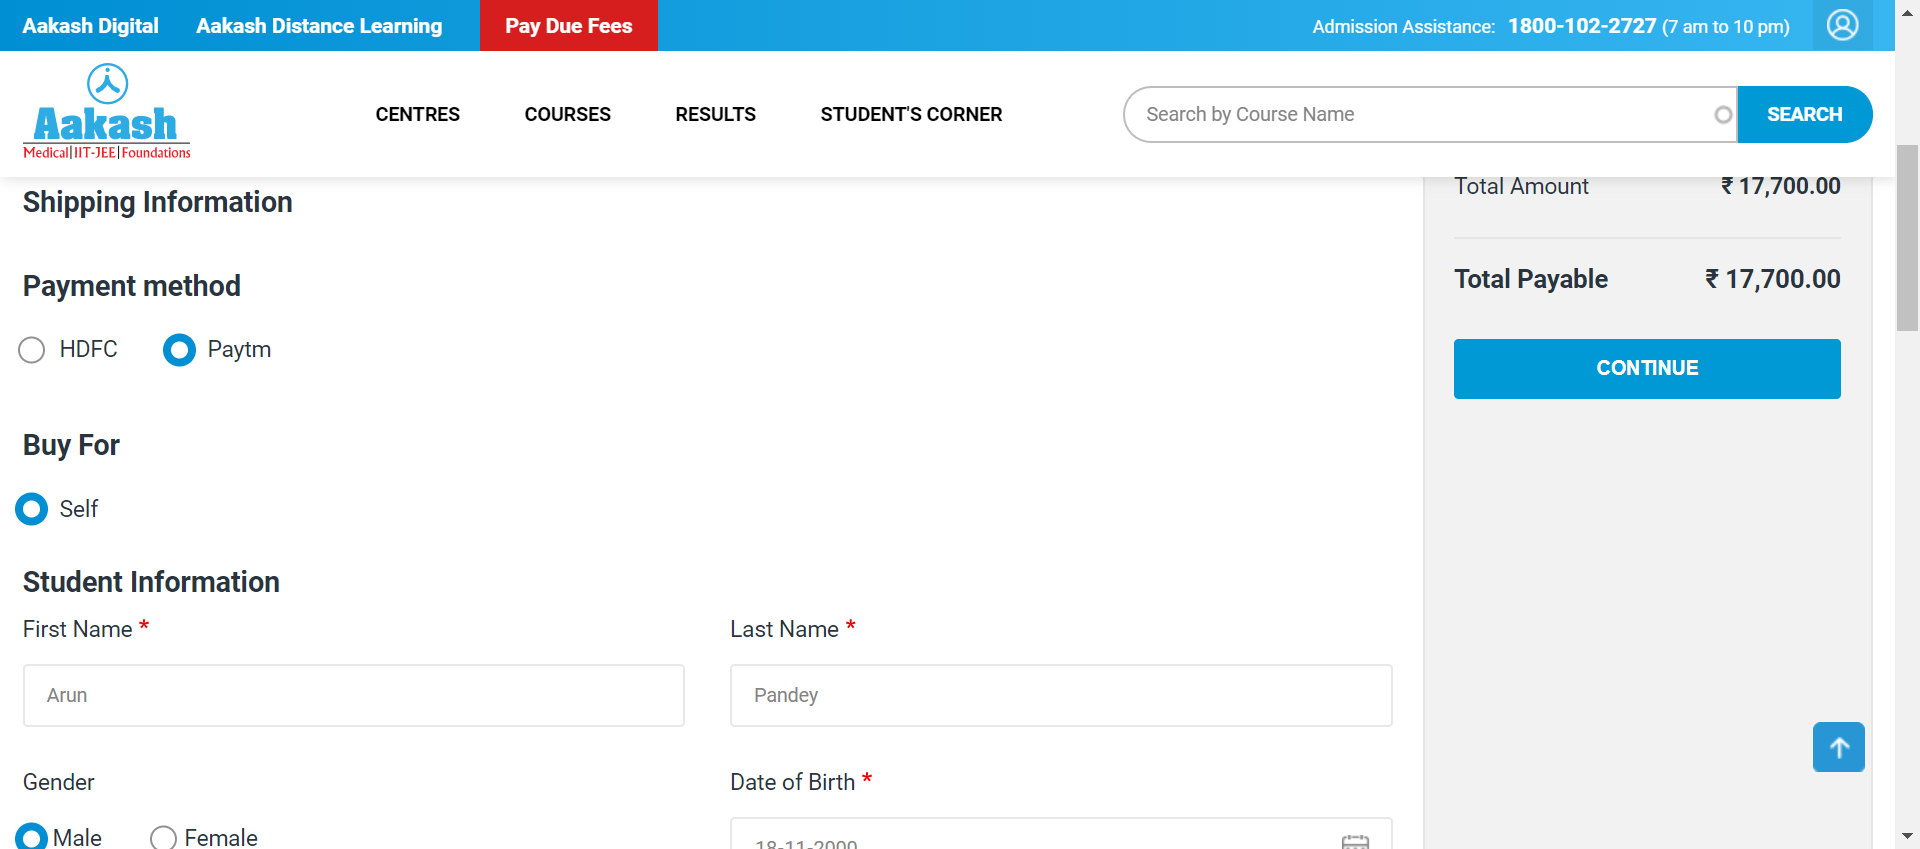 Aakash Digital Aakash Distance Learning Pay Due Fees Admission Assistance: 1800-102-2727 (7 am to 10 pm)
Aakash
Medical|IIT-JEE|Foundations
CENTRES COURSES RESULTS STUDENT'S CORNER Search by Course Name SEARCH
Shipping Information
Total Amount ₹ 17,700.00
Payment method
Total Payable ₹ 17,700.00
HDFC Paytm
CONTINUE
Buy For
Self
Student Information
First Name * Last Name *
Arun Pandey
Gender Date of Birth *
Male Female
18-11-2000